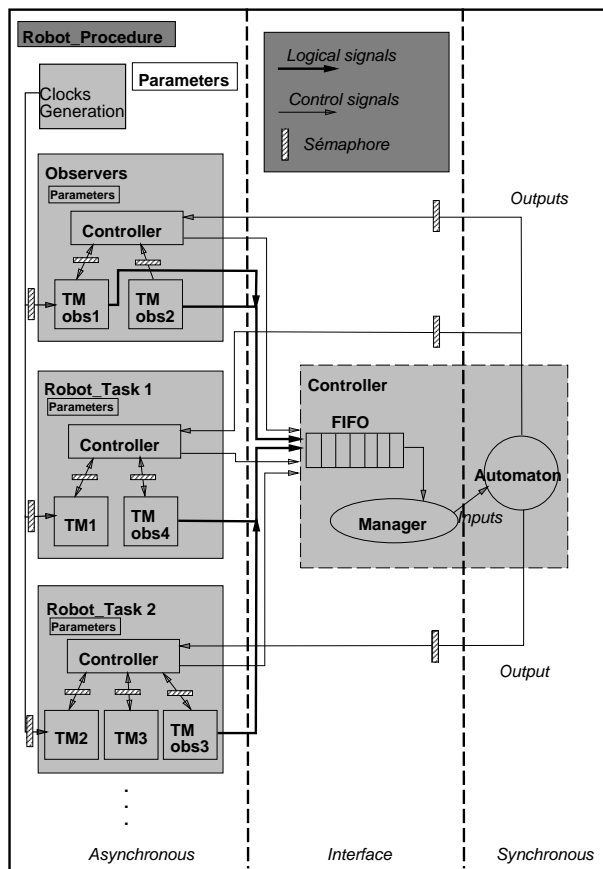 Robot_Procedure
Parameters
Clocks
Generation
Logical signals
Control signals
Sémaphore
Observers
Parameters
Controller
TM
obs1
TM
obs2
Outputs
Robot_Task 1
Parameters
Controller
TM1
TM
obs4
Controller
FIFO
Manager
Inputs
Automaton
Robot_Task 2
Parameters
Controller
TM2
TM3
TM
obs3
Output
. . .
Asynchronous
Interface
Synchronous